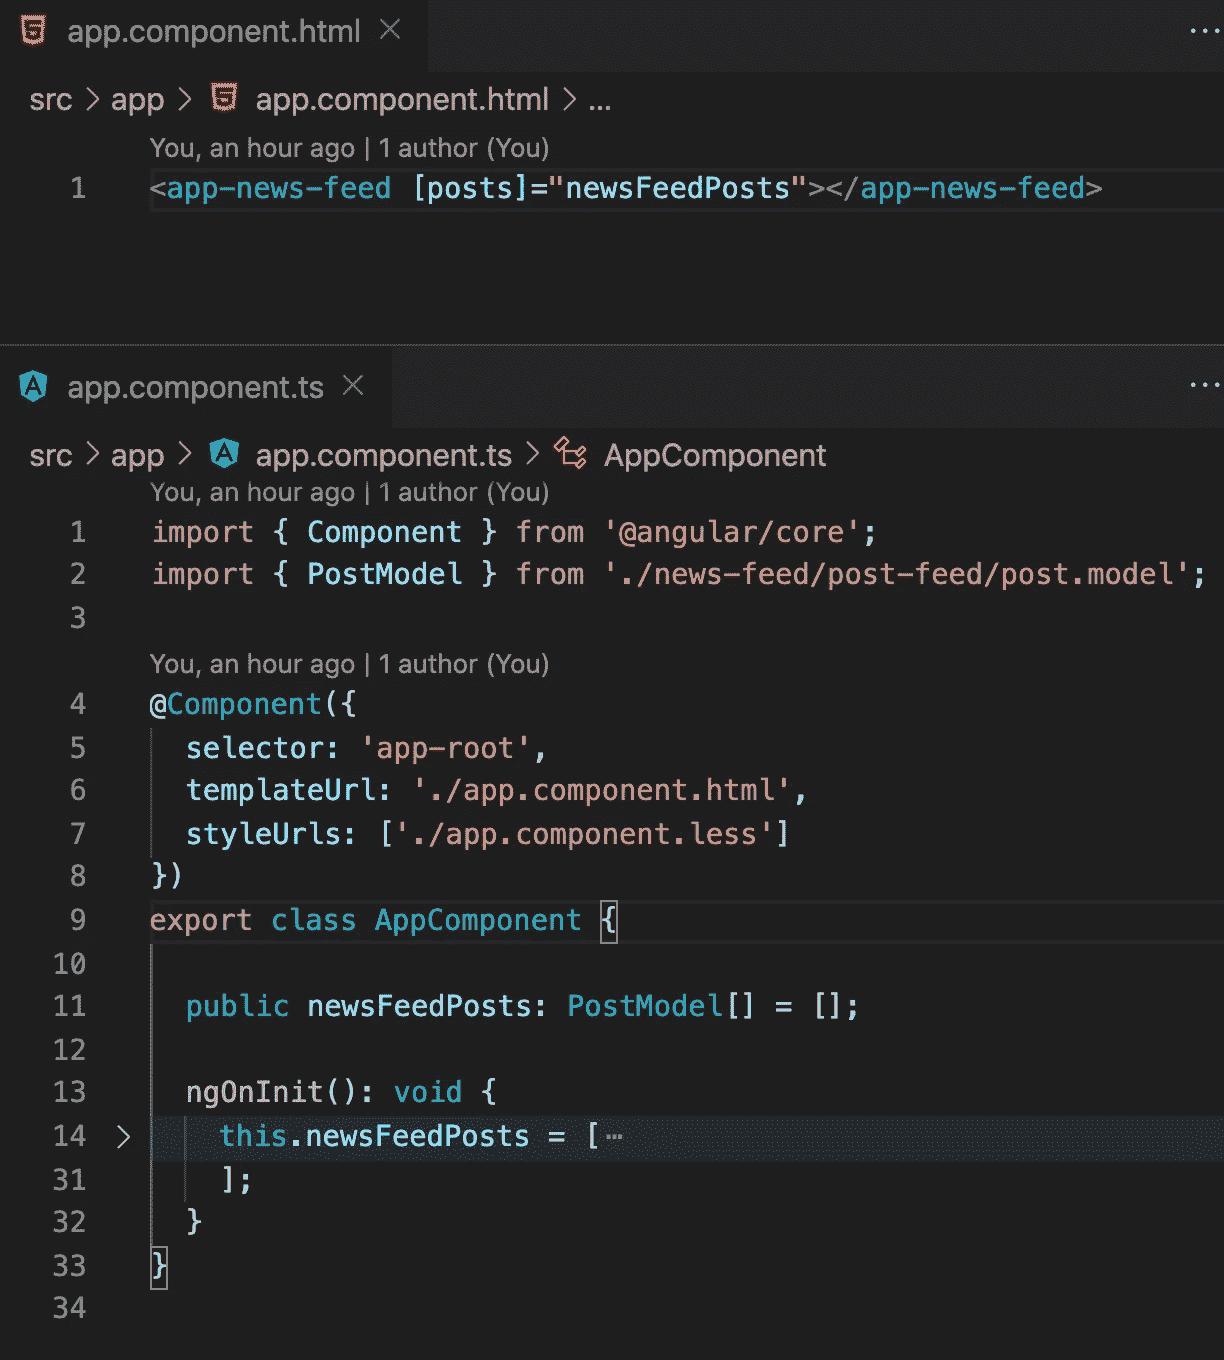 app.component.html
src > app > app.component.html > ...
You, an hour ago | 1 author (You)
1 <app-news-feed [posts]="newsFeedPosts"></app-news-feed>
app.component.ts
src > app > app.component.ts > AppComponent
You, an hour ago | 1 author (You)
1 import { Component } from '@angular/core';
2 import { PostModel } from './news-feed/post-feed/post.model';
3
You, an hour ago | 1 author (You)
4 @Component({
5 selector: 'app-root',
6 templateUrl: './app.component.html',
7 styleUrls: ['./app.component.less']
8 })
9 export class AppComponent {
10
11 public newsFeedPosts: PostModel[] = [];
12
13 ngOnInit(): void {
14 this.newsFeedPosts = [⋯
31 ];
32 }
33 }
34